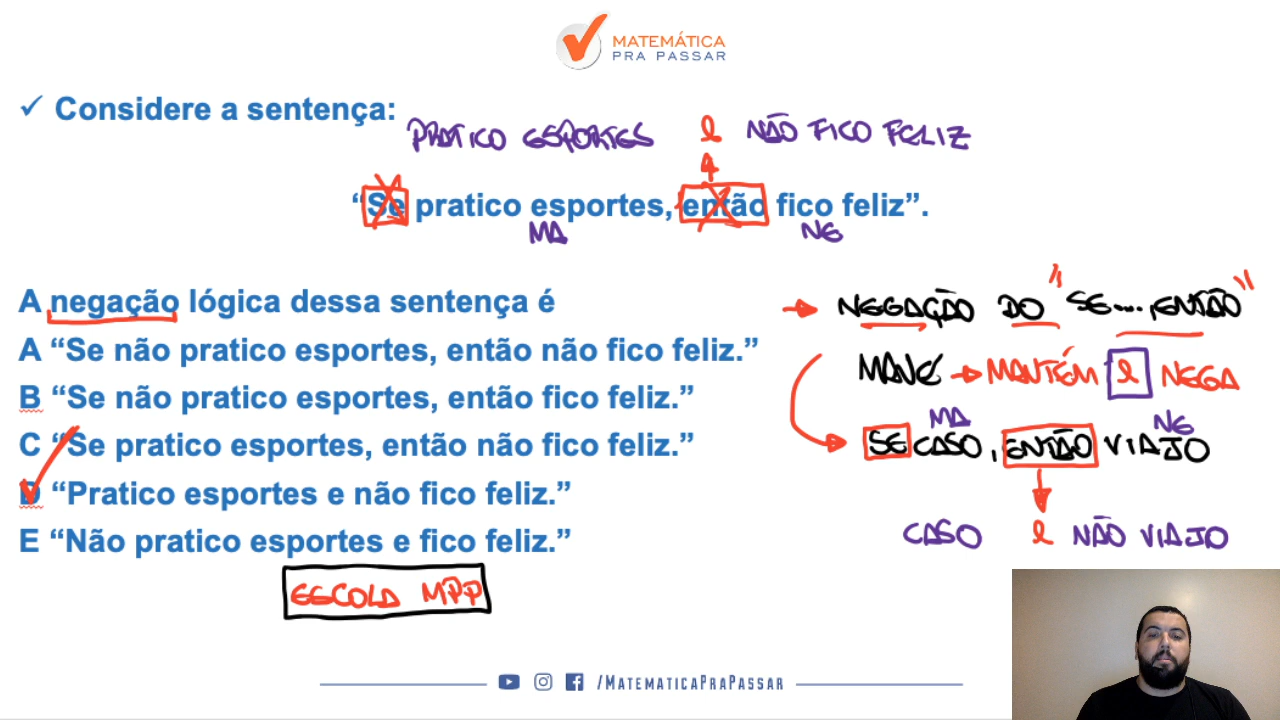 MATEMÁTICA
PRA PASSAR
✓ Considere a sentença:
PRATICO ESPORTES e NÃO FICO FELIZ
“Se pratico esportes, então fico feliz”.
MA NE
A negação lógica dessa sentença é
A “Se não pratico esportes, então não fico feliz.”
B “Se não pratico esportes, então fico feliz.”
C “Se pratico esportes, então não fico feliz.”
D “Pratico esportes e não fico feliz.”
E “Não pratico esportes e fico feliz.”
ESCOLA MPP
NEGAÇÃO DO "SE...,ENTÃO"
MANE → MANTÉM e NEGA
MA NE
SE CASO, ENTÃO VIAJO
CASO e NÃO VIAJO
/MATEMATICAPRAPASSAR